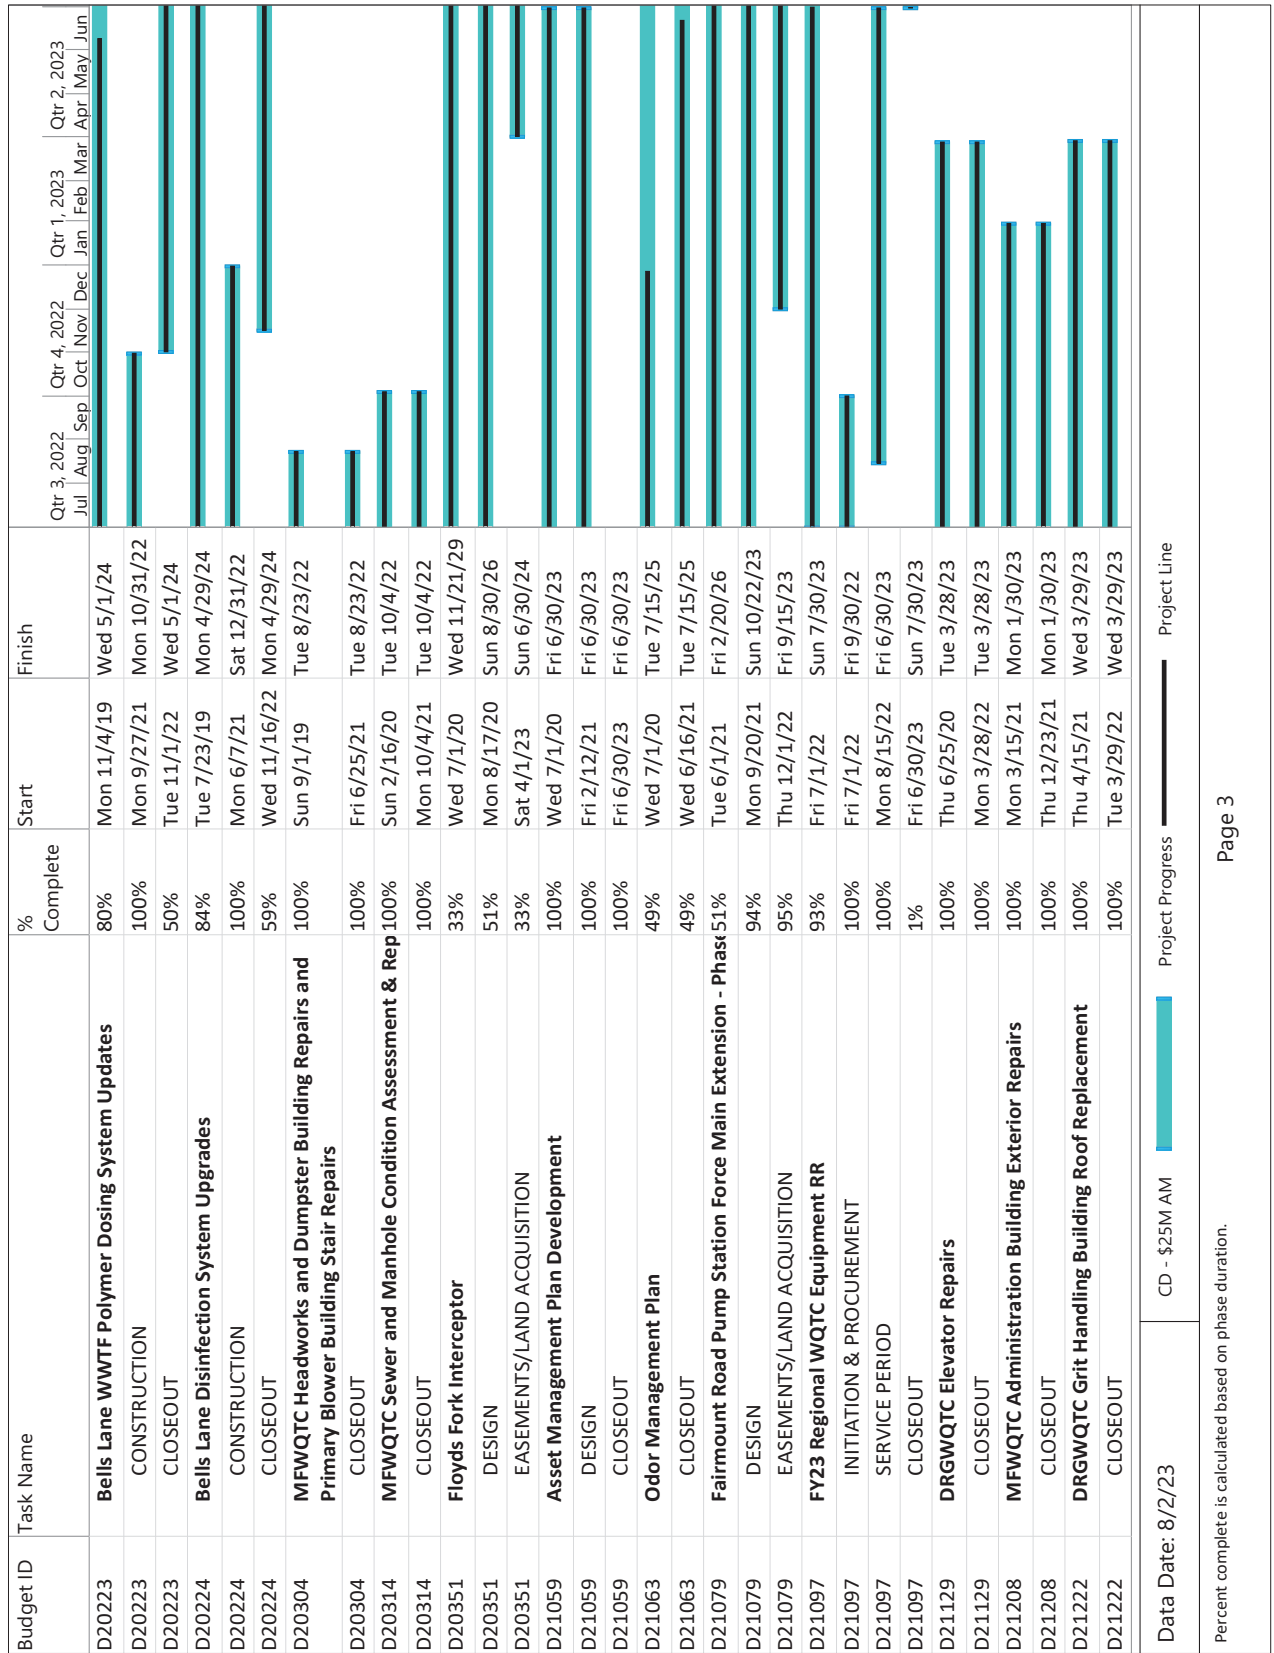 Budget ID Task Name % Complete Start Finish
Qtr 3, 2022 Qtr 4, 2022 Qtr 1, 2023 Qtr 2, 2023
Jul Aug Sep Oct Nov Dec Jan Feb Mar Apr May Jun
D20223 Bells Lane WWTF Polymer Dosing System Updates 80% Mon 11/4/19 Wed 5/1/24
D20223 CONSTRUCTION 100% Mon 9/27/21 Mon 10/31/22
D20223 CLOSEOUT 50% Tue 11/1/22 Wed 5/1/24
D20224 Bells Lane Disinfection System Upgrades 84% Tue 7/23/19 Mon 4/29/24
D20224 CONSTRUCTION 100% Mon 6/7/21 Sat 12/31/22
D20224 CLOSEOUT 59% Wed 11/16/22 Mon 4/29/24
D20304 MFWQTC Headworks and Dumpster Building Repairs and 100% Sun 9/1/19 Tue 8/23/22
Primary Blower Building Stair Repairs
D20304 CLOSEOUT 100% Fri 6/25/21 Tue 8/23/22
D20314 MFWQTC Sewer and Manhole Condition Assessment & Rep 100% Sun 2/16/20 Tue 10/4/22
D20314 CLOSEOUT 100% Mon 10/4/21 Tue 10/4/22
D20351 Floyds Fork Interceptor 33% Wed 7/1/20 Wed 11/21/29
D20351 DESIGN 51% Mon 8/17/20 Sun 8/30/26
D20351 EASEMENTS/LAND ACQUISITION 33% Sat 4/1/23 Sun 6/30/24
D21059 Asset Management Plan Development 100% Wed 7/1/20 Fri 6/30/23
D21059 DESIGN 100% Fri 2/12/21 Fri 6/30/23
D21059 CLOSEOUT 100% Fri 6/30/23 Fri 6/30/23
D21063 Odor Management Plan 49% Wed 7/1/20 Tue 7/15/25
D21063 CLOSEOUT 49% Wed 6/16/21 Tue 7/15/25
D21079 Fairmount Road Pump Station Force Main Extension - Phase 51% Tue 6/1/21 Fri 2/20/26
D21079 DESIGN 94% Mon 9/20/21 Sun 10/22/23
D21079 EASEMENTS/LAND ACQUISITION 95% Thu 12/1/22 Fri 9/15/23
D21097 FY23 Regional WQTC Equipment RR 93% Fri 7/1/22 Sun 7/30/23
D21097 INITIATION & PROCUREMENT 100% Fri 7/1/22 Fri 9/30/22
D21097 SERVICE PERIOD 100% Mon 8/15/22 Fri 6/30/23
D21097 CLOSEOUT 1% Fri 6/30/23 Sun 7/30/23
D21129 DRGWQTC Elevator Repairs 100% Thu 6/25/20 Tue 3/28/23
D21129 CLOSEOUT 100% Mon 3/28/22 Tue 3/28/23
D21208 MFWQTC Administration Building Exterior Repairs 100% Mon 3/15/21 Mon 1/30/23
D21208 CLOSEOUT 100% Thu 12/23/21 Mon 1/30/23
D21222 DRGWQTC Grit Handling Building Roof Replacement 100% Thu 4/15/21 Wed 3/29/23
D21222 CLOSEOUT 100% Tue 3/29/22 Wed 3/29/23
Data Date: 8/2/23 CD - $25M AM Project Progress Project Line
Page 3
Percent complete is calculated based on phase duration.